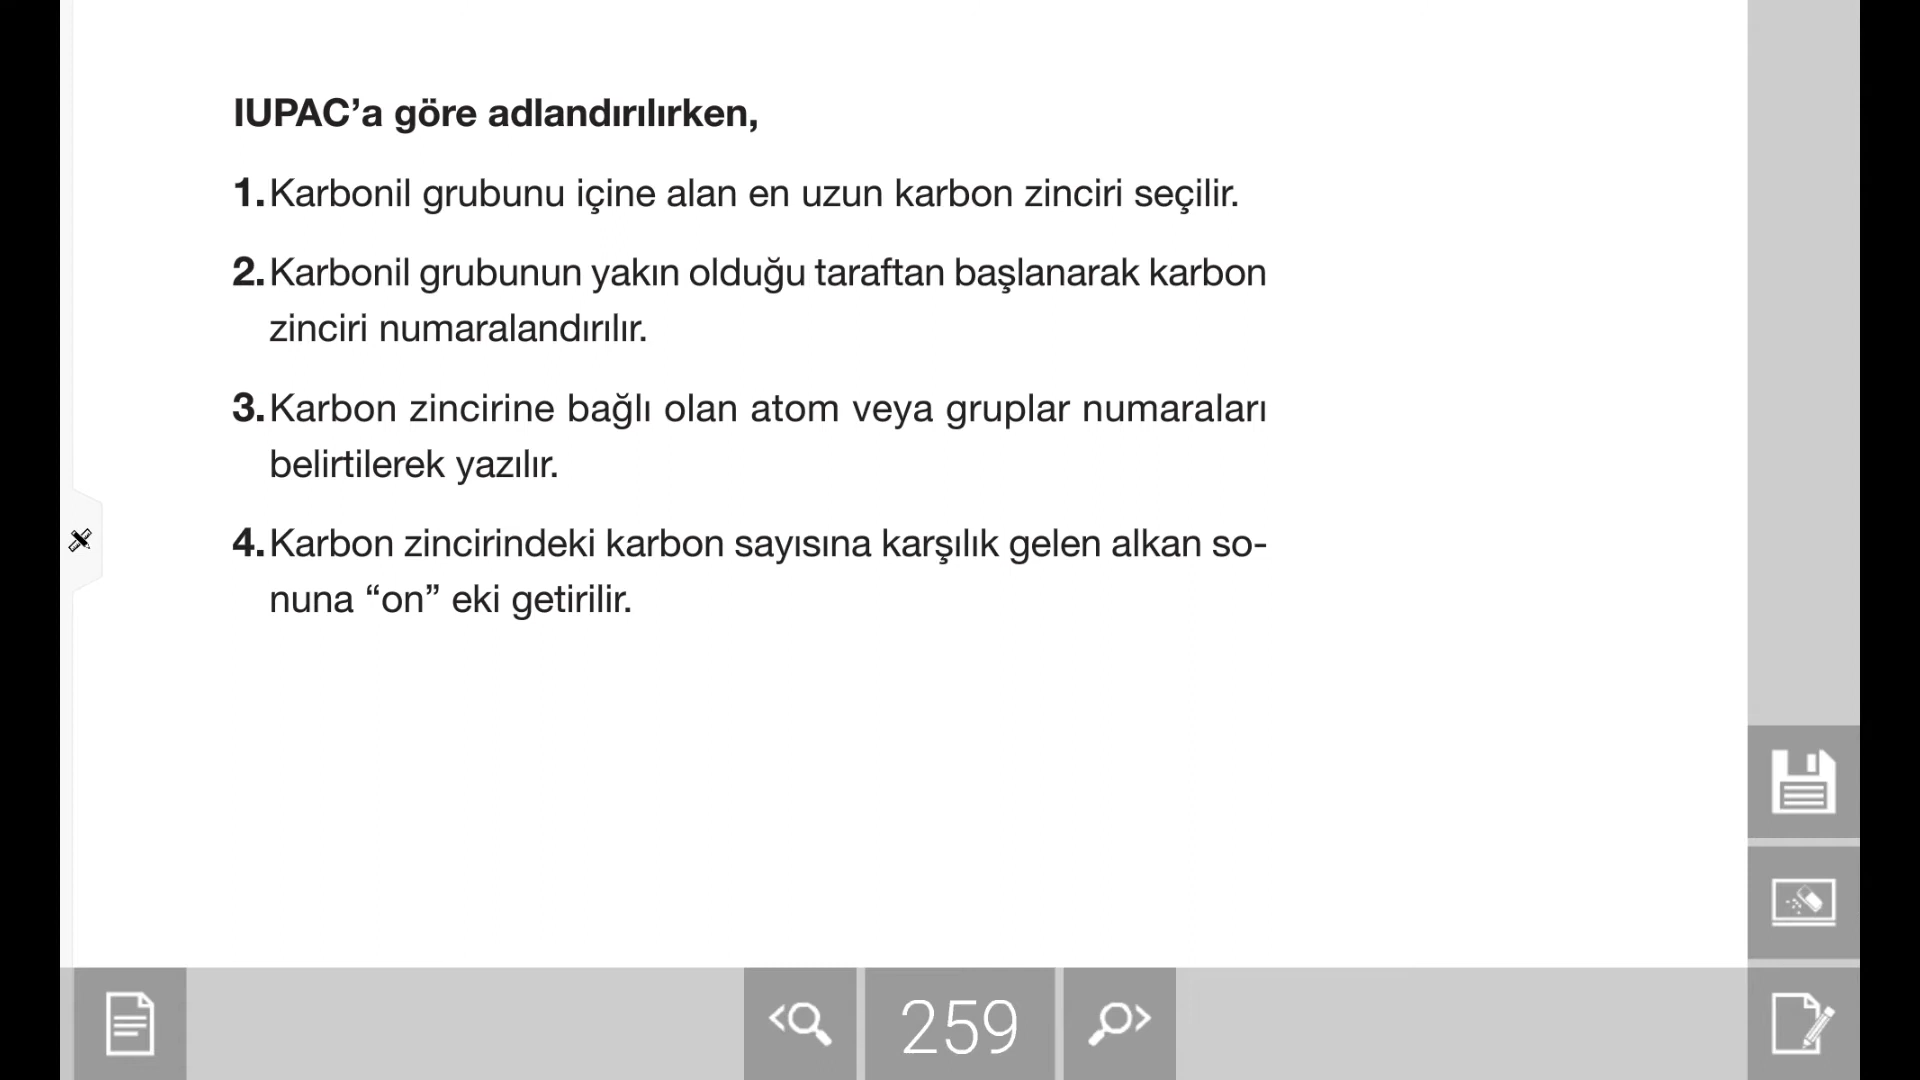 IUPAC’a göre adlandırılırken,
1. Karbonil grubunu içine alan en uzun karbon zinciri seçilir.
2. Karbonil grubunun yakın olduğu taraftan başlanarak karbon
zinciri numaralandırılır.
3. Karbon zincirine bağlı olan atom veya gruplar numaraları
belirtilerek yazılır.
4. Karbon zincirindeki karbon sayısına karşılık gelen alkan so-
nuna “on” eki getirilir.
259